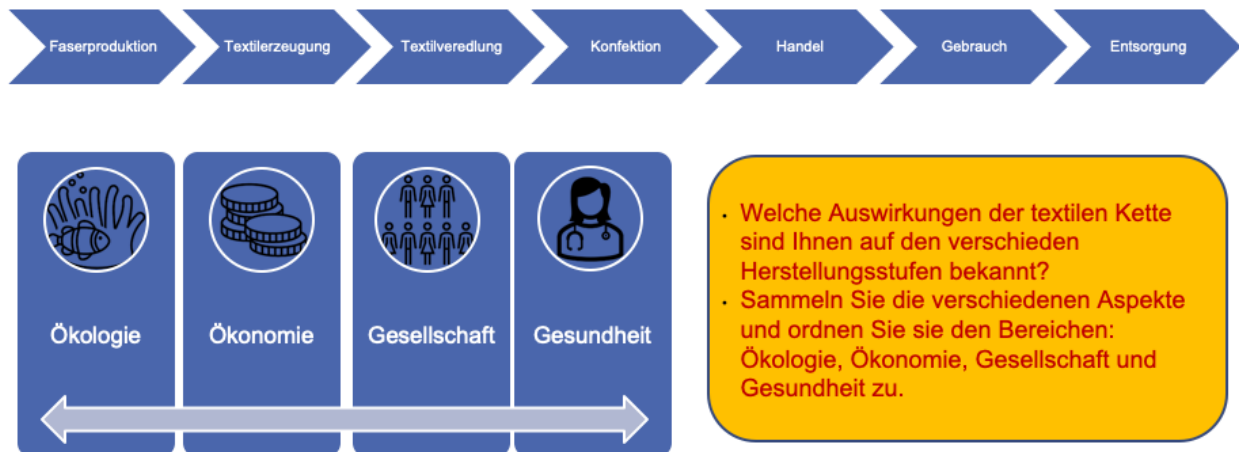 Faserproduktion
Textilerzeugung
Textilveredlung
Konfektion
Handel
Gebrauch
Entsorgung
Ökologie
Ökonomie
Gesellschaft
Gesundheit
· Welche Auswirkungen der textilen Kette
sind Ihnen auf den verschieden
Herstellungsstufen bekannt?
· Sammeln Sie die verschiedenen Aspekte
und ordnen Sie sie den Bereichen:
Ökologie, Ökonomie, Gesellschaft und
Gesundheit zu.